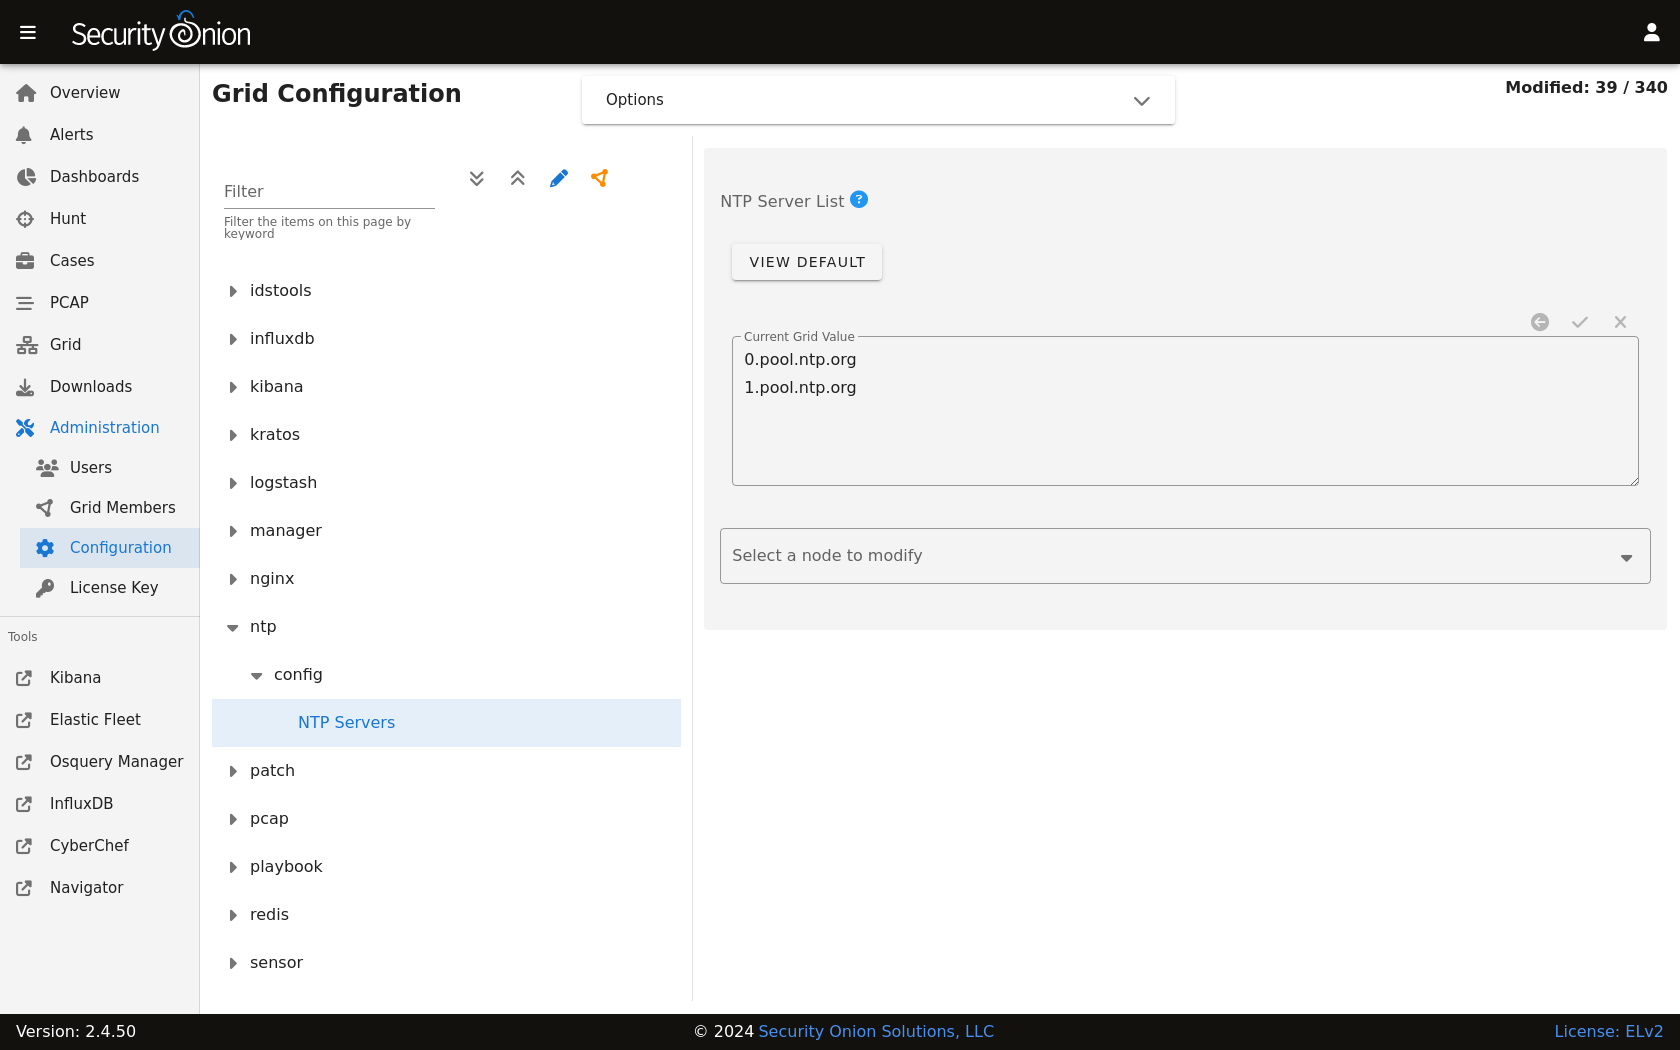 Security Onion
Overview
Alerts
Dashboards
Hunt
Cases
PCAP
Grid
Downloads
Administration
Users
Grid Members
Configuration
License Key
Tools
Kibana
Elastic Fleet
Osquery Manager
InfluxDB
CyberChef
Navigator
Grid Configuration
Options
Modified: 39 / 340
Filter
Filter the items on this page by
keyword
idstools
influxdb
kibana
kratos
logstash
manager
nginx
ntp
config
NTP Servers
patch
pcap
playbook
redis
sensor
NTP Server List ?
VIEW DEFAULT
Current Grid Value
0.pool.ntp.org
1.pool.ntp.org
Select a node to modify
Version: 2.4.50
© 2024 Security Onion Solutions, LLC
License: ELv2